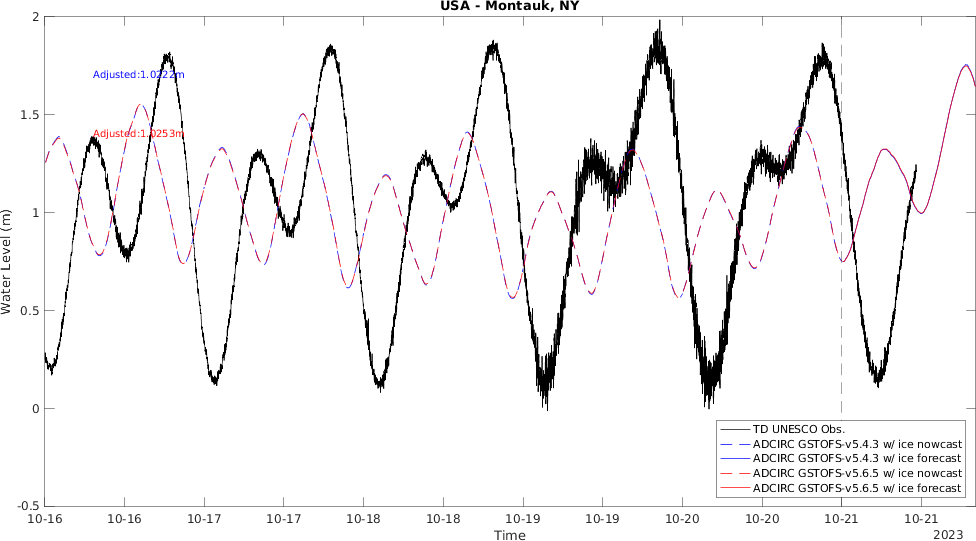 USA - Montauk, NY
2
1.5
1
0.5
0
-0.5
Water Level (m)
Adjusted:1.0222m
Adjusted:1.0253m
TD UNESCO Obs.
ADCIRC GSTOFS-v5.4.3 w/ ice nowcast
ADCIRC GSTOFS-v5.4.3 w/ ice forecast
ADCIRC GSTOFS-v5.6.5 w/ ice nowcast
ADCIRC GSTOFS-v5.6.5 w/ ice forecast
10-16 10-16 10-17 10-17 10-18 10-18 10-19 10-19 10-20 10-20 10-21 10-21
Time
2023